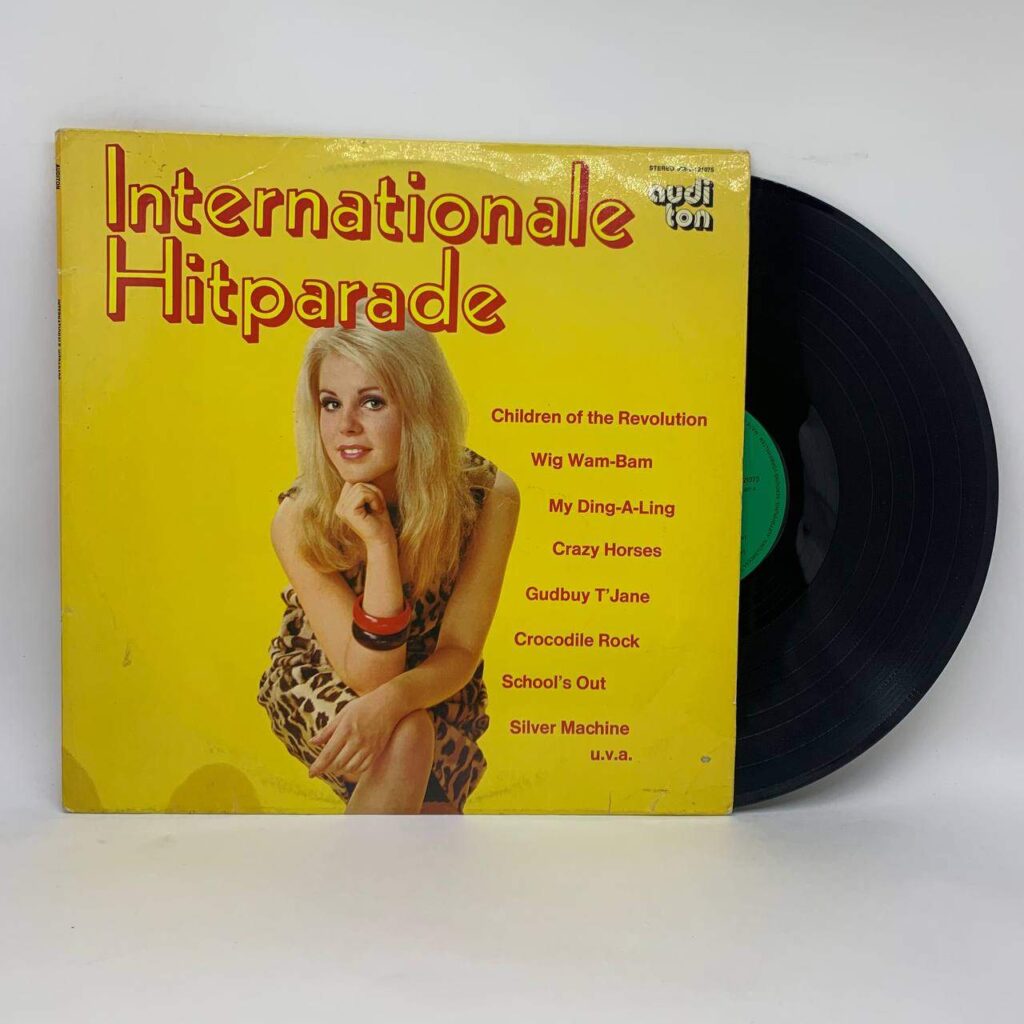 Internationale
Hitparade
STEREO
audi
ton
Children of the Revolution
Wig Wam-Bam
My Ding-A-Ling
Crazy Horses
Gudbuy T'Jane
Crocodile Rock
School's Out
Silver Machine
u.v.a.